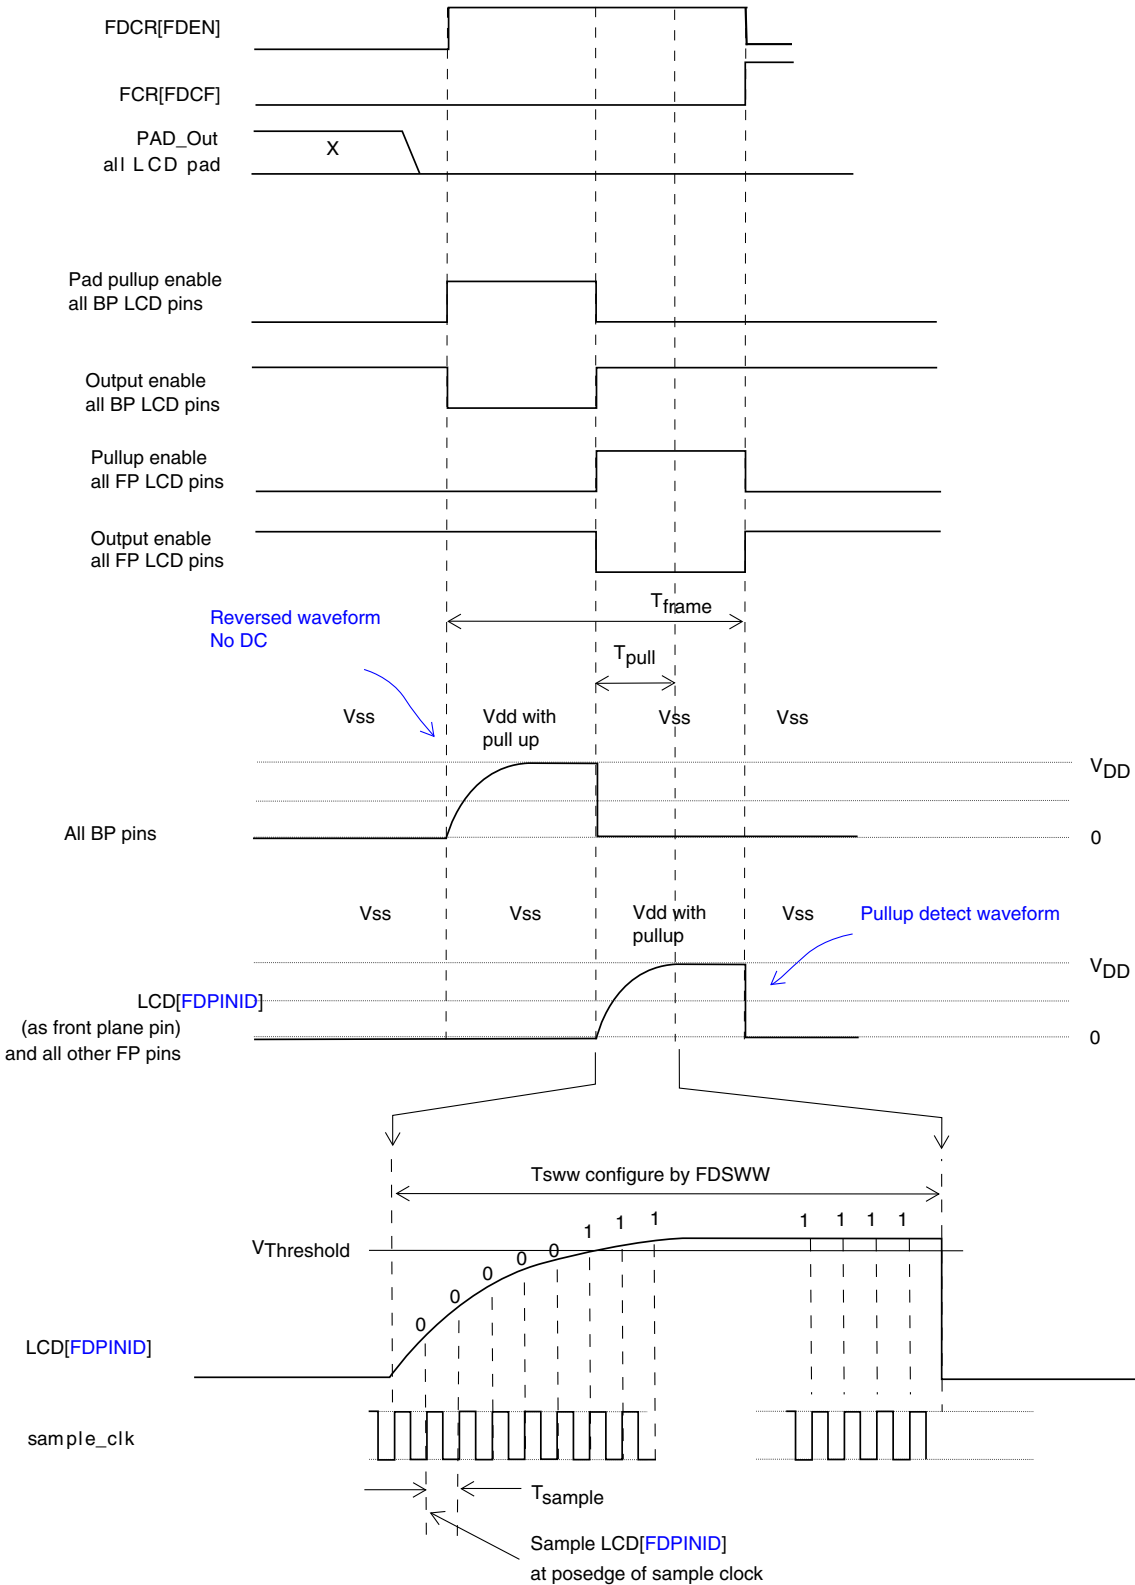 FDCR[FDEN]
FCR[FDCF]
PAD_Out
all LCD pad
X
Pad pullup enable
all BP LCD pins
Output enable
all BP LCD pins
Pullup enable
all FP LCD pins
Output enable
all FP LCD pins
Tframe
Reversed waveform
No DC
Tpull
Vss
Vdd with
pull up
Vss
Vss
VDD
All BP pins
0
Vss
Vss
Vdd with
pullup
Vss
Pullup detect waveform
VDD
LCD[FDPINID]
(as front plane pin)
and all other FP pins
0
Tsww configure by FDSWW
0 0 0 0 0 1 1 1 1 1 1 1
VThreshold
LCD[FDPINID]
sample_clk
Tsample
Sample LCD[FDPINID]
at posedge of sample clock